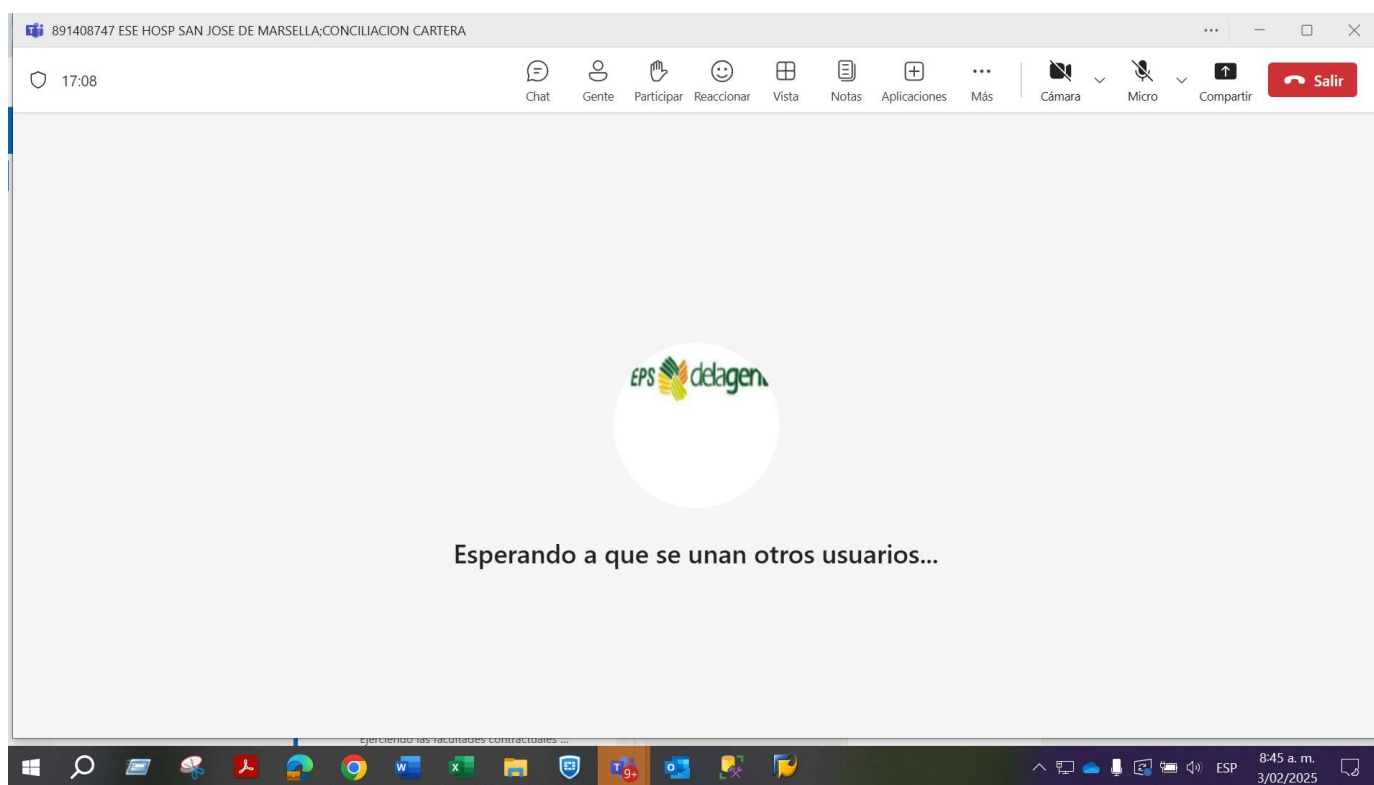 891408747 ESE HOSP SAN JOSE DE MARSELLA;CONCILIACION CARTERA
17:08
Chat Gente Participar Reaccionar Vista Notas Aplicaciones Más Cámara Micro Compartir Salir
EPS delagen
Esperando a que se unan otros usuarios...
Ejerciendo las facultades contractuales ...
9+
ESP
8:45 a. m.
3/02/2025